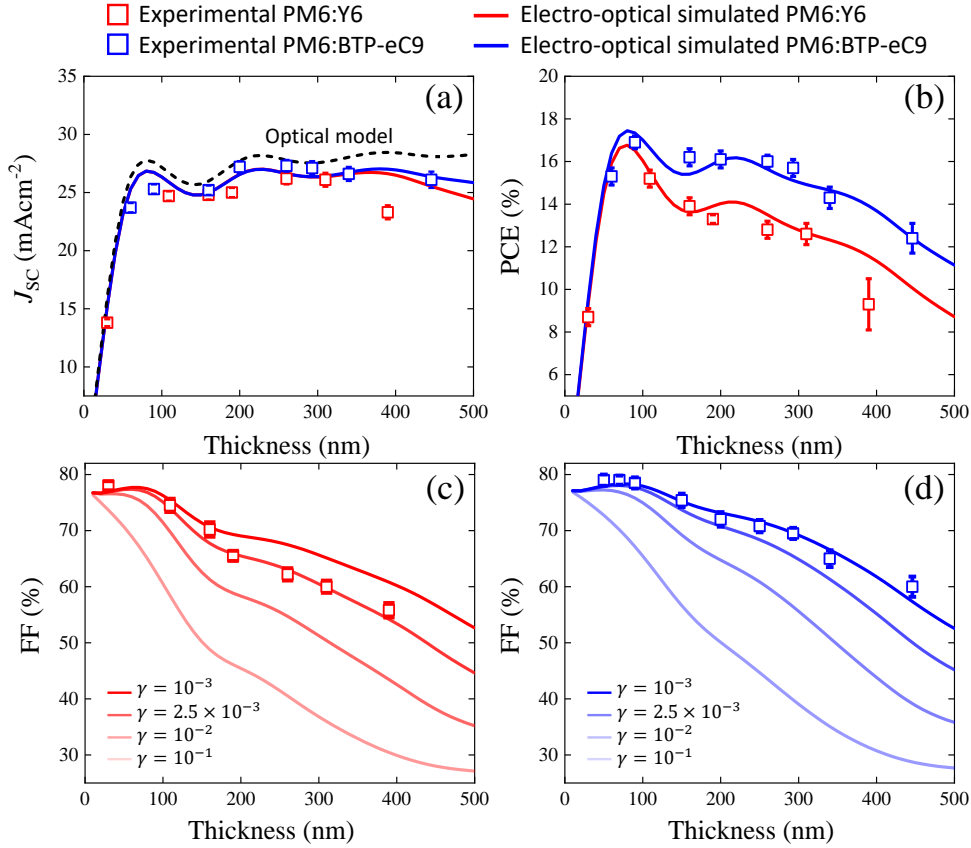 Experimental PM6:Y6
Electro-optical simulated PM6:Y6
Experimental PM6:BTP-eC9
Electro-optical simulated PM6:BTP-eC9
(a)
Optical model
J_SC (mAcm⁻²)
35
30
25
20
15
10
0 100 200 300 400 500
Thickness (nm)
(b)
PCE (%)
20
18
16
14
12
10
8
6
4
0 100 200 300 400 500
Thickness (nm)
(c)
FF (%)
80
70
60
50
40
30
γ = 10⁻³
γ = 2.5 × 10⁻³
γ = 10⁻²
γ = 10⁻¹
0 100 200 300 400 500
Thickness (nm)
(d)
FF (%)
80
70
60
50
40
30
γ = 10⁻³
γ = 2.5 × 10⁻³
γ = 10⁻²
γ = 10⁻¹
0 100 200 300 400 500
Thickness (nm)